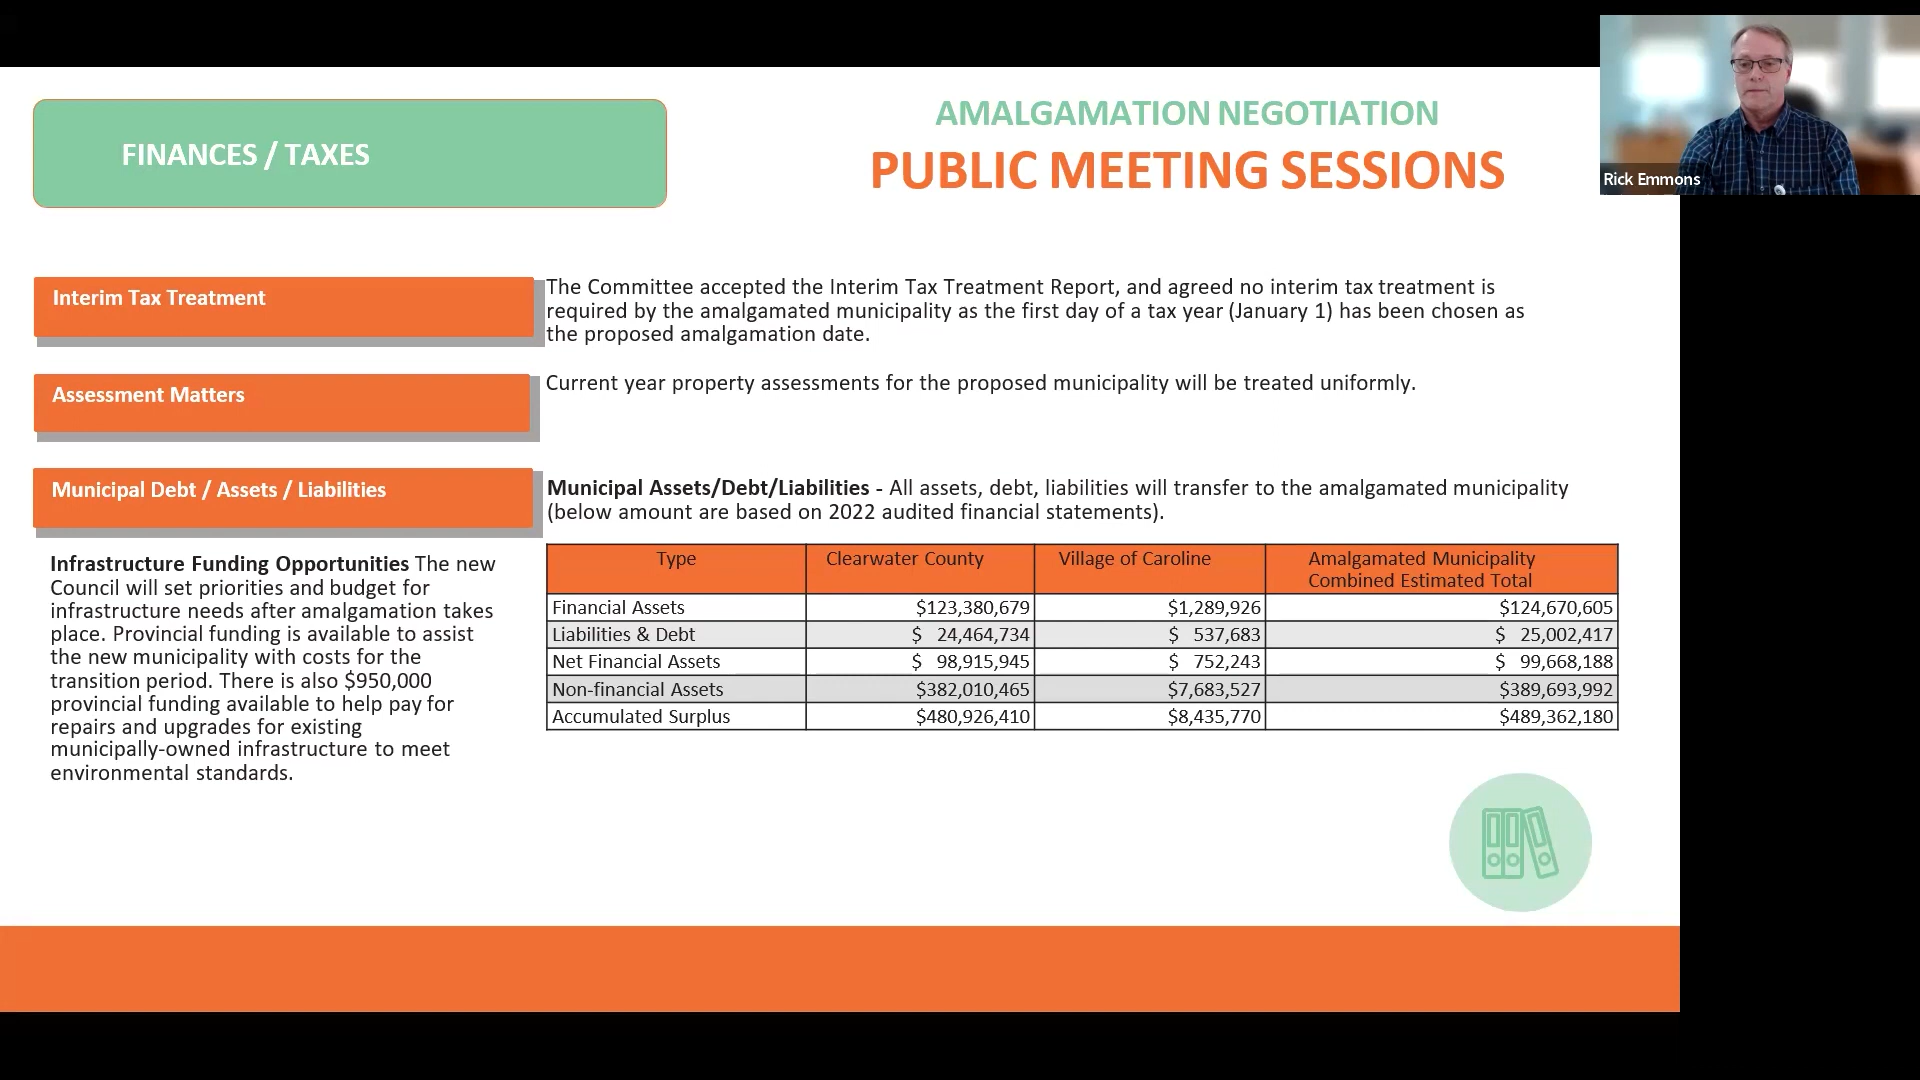 FINANCES / TAXES
AMALGAMATION NEGOTIATION
PUBLIC MEETING SESSIONS
Rick Emmons
Interim Tax Treatment
The Committee accepted the Interim Tax Treatment Report, and agreed no interim tax treatment is
required by the amalgamated municipality as the first day of a tax year (January 1) has been chosen as
the proposed amalgamation date.
Assessment Matters
Current year property assessments for the proposed municipality will be treated uniformly.
Municipal Debt / Assets / Liabilities
Municipal Assets/Debt/Liabilities - All assets, debt, liabilities will transfer to the amalgamated municipality
(below amount are based on 2022 audited financial statements).
Infrastructure Funding Opportunities The new
Council will set priorities and budget for
infrastructure needs after amalgamation takes
place. Provincial funding is available to assist
the new municipality with costs for the
transition period. There is also $950,000
provincial funding available to help pay for
repairs and upgrades for existing
municipally-owned infrastructure to meet
environmental standards.
Type Clearwater County Village of Caroline Amalgamated Municipality
Combined Estimated Total
Financial Assets $123,380,679 $1,289,926 $124,670,605
Liabilities & Debt $ 24,464,734 $ 537,683 $ 25,002,417
Net Financial Assets $ 98,915,945 $ 752,243 $ 99,668,188
Non-financial Assets $382,010,465 $7,683,527 $389,693,992
Accumulated Surplus $480,926,410 $8,435,770 $489,362,180